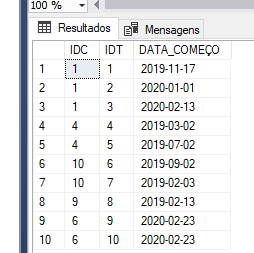 100 %
Resultados Mensagens
IDC IDT DATA_COMEÇO
1 1 1 2019-11-17
2 1 2 2020-01-01
3 1 3 2020-02-13
4 4 4 2019-03-02
5 4 5 2019-07-02
6 10 6 2019-09-02
7 10 7 2019-02-03
8 9 8 2019-02-13
9 6 9 2020-02-23
10 6 10 2020-02-23